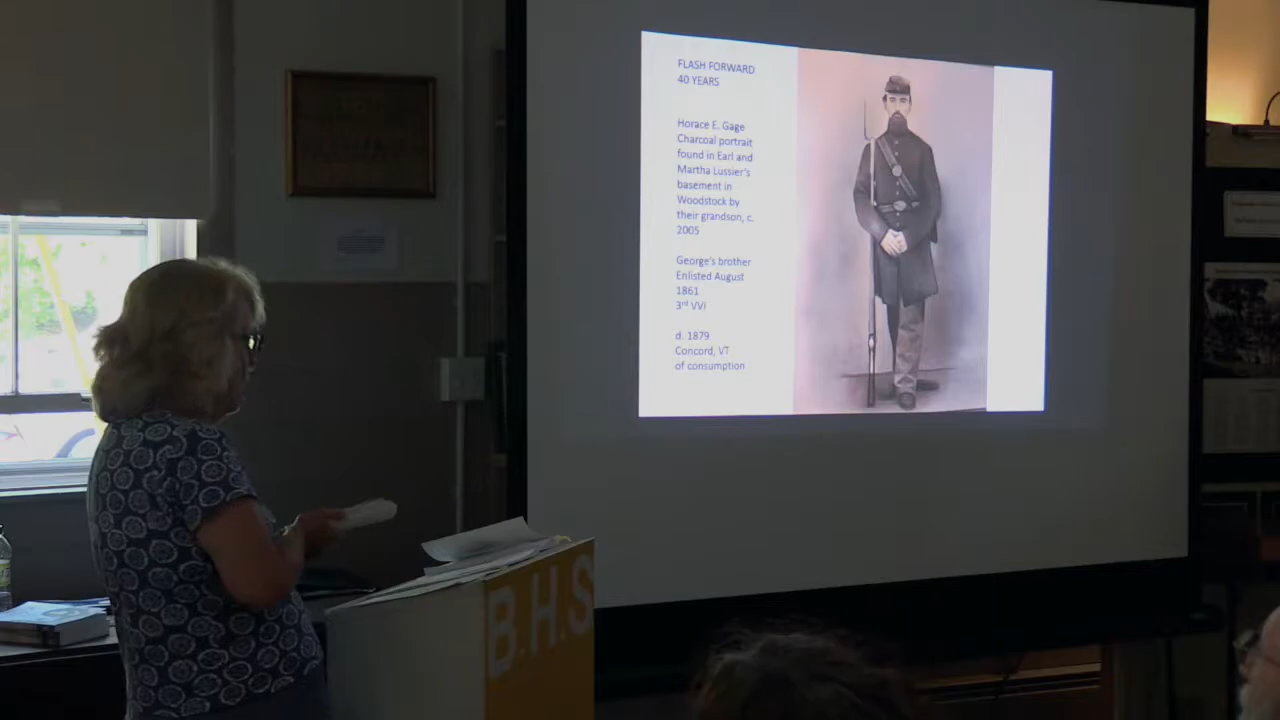 FLASH FORWARD
40 YEARS
Horace E. Gage
Charcoal portrait
found in Earl and
Martha Lussier's
basement in
Woodstock by
their grandson, c.
2005
George's brother
Enlisted August
1861
3rd VVI
d. 1879
Concord, VT
of consumption
B.H.S